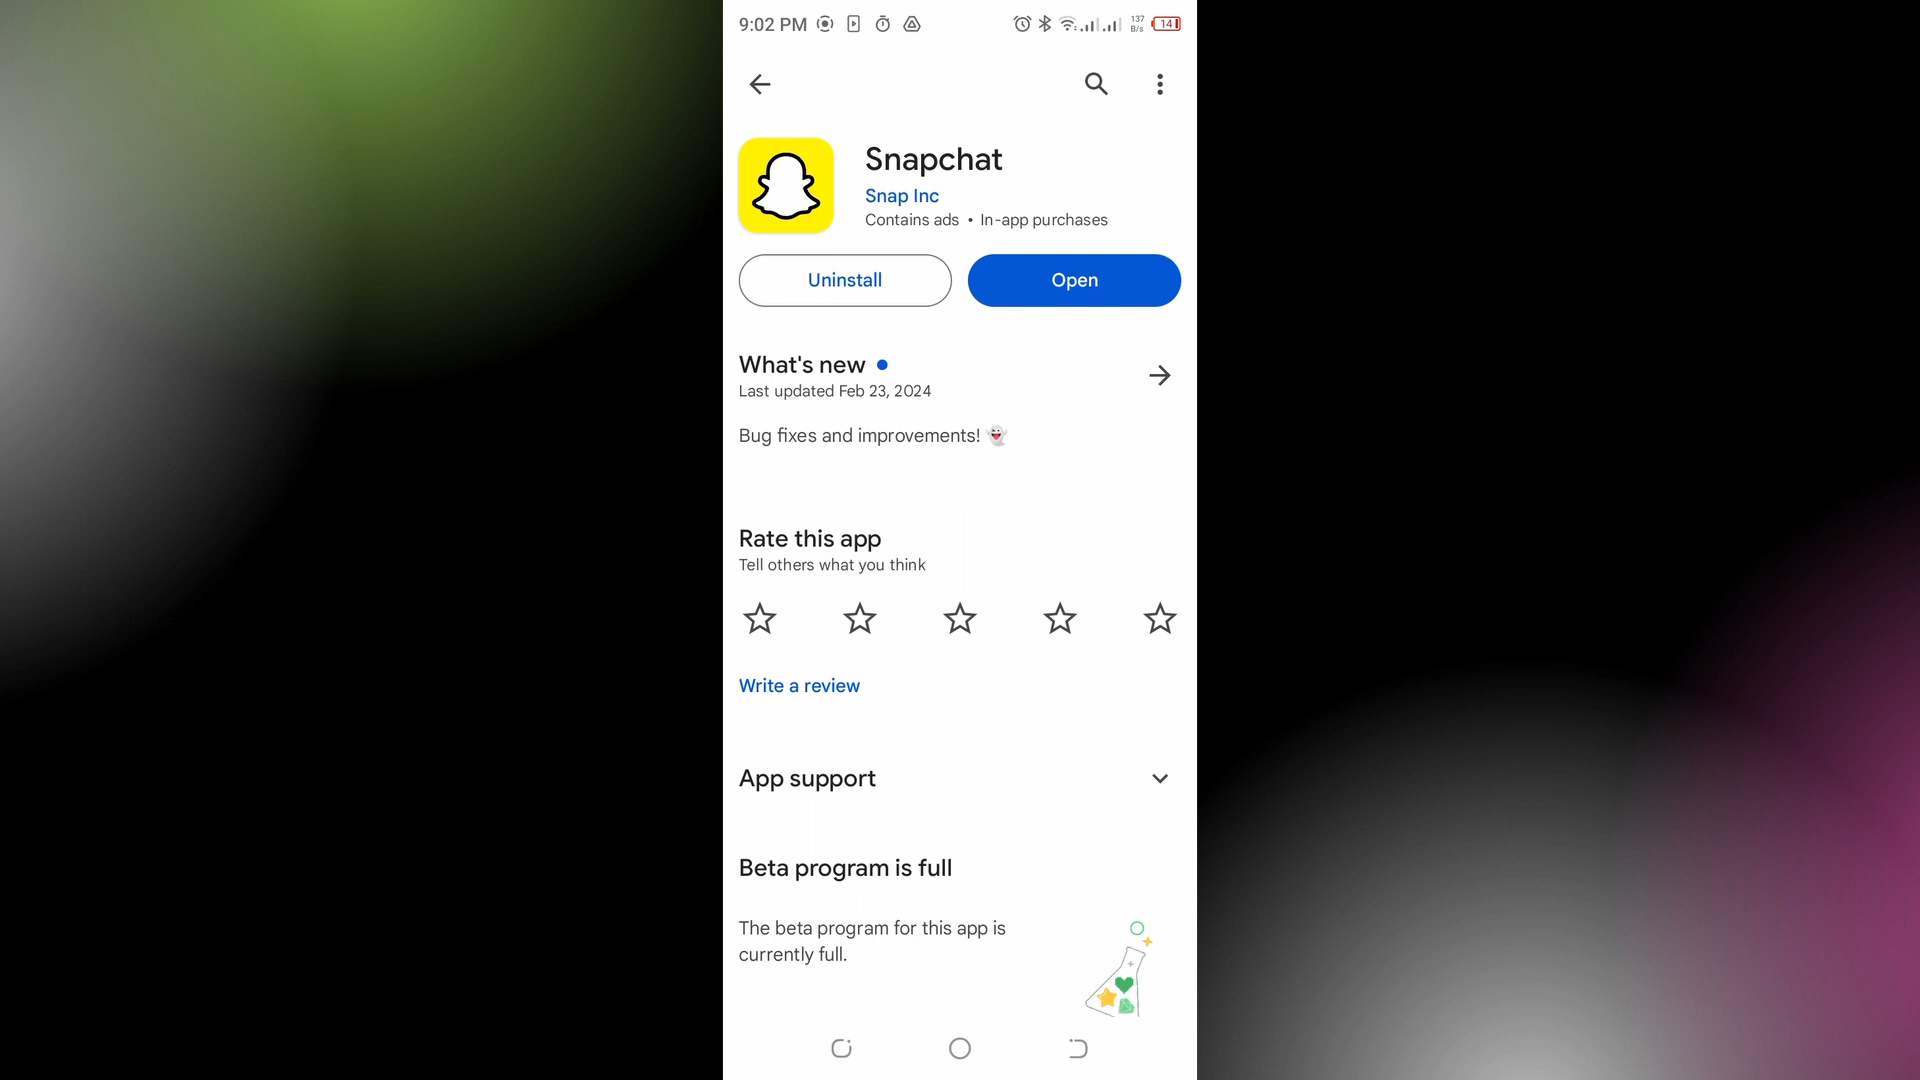 9:02 PM
137
B/s
14
Snapchat
Snap Inc
Contains ads • In-app purchases
Uninstall
Open
What's new
Last updated Feb 23, 2024
Bug fixes and improvements! 👻
Rate this app
Tell others what you think
Write a review
App support
Beta program is full
The beta program for this app is
currently full.